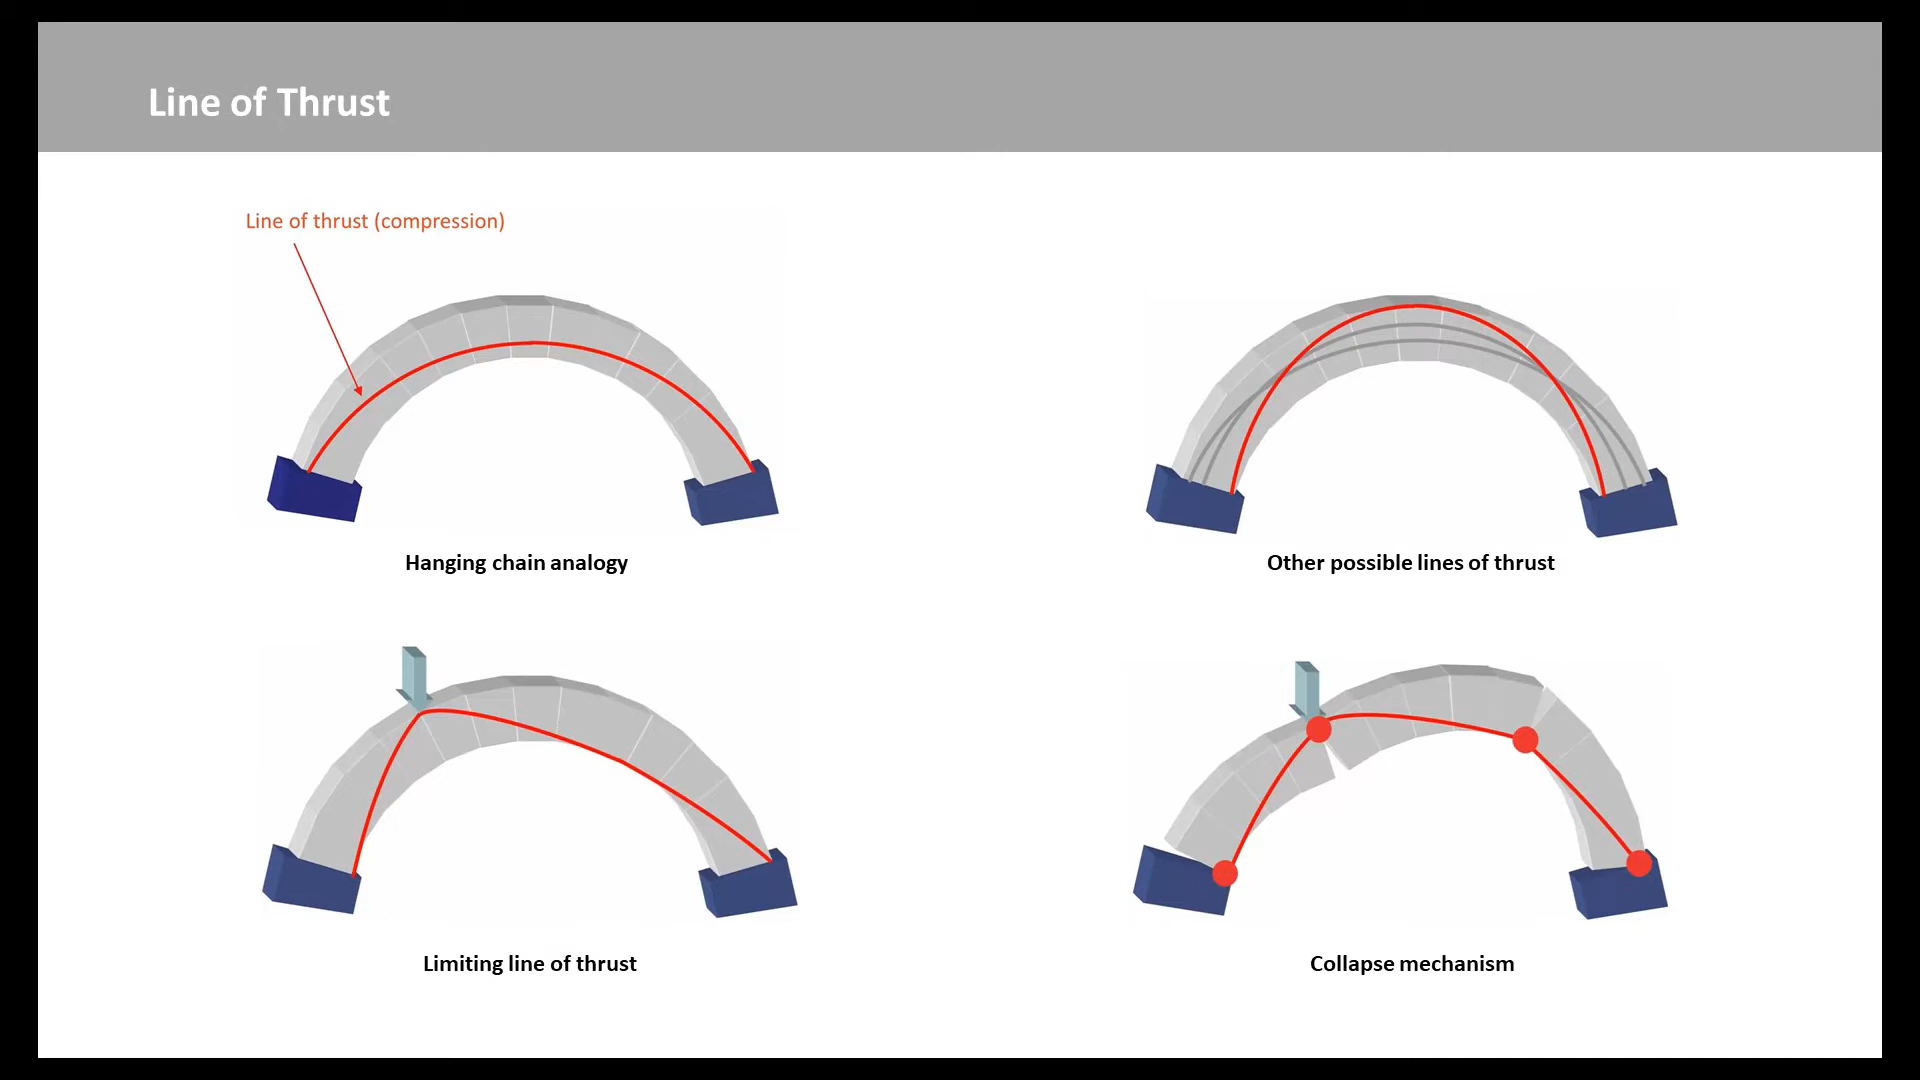 Line of Thrust
Line of thrust (compression)
Hanging chain analogy
Other possible lines of thrust
Limiting line of thrust
Collapse mechanism